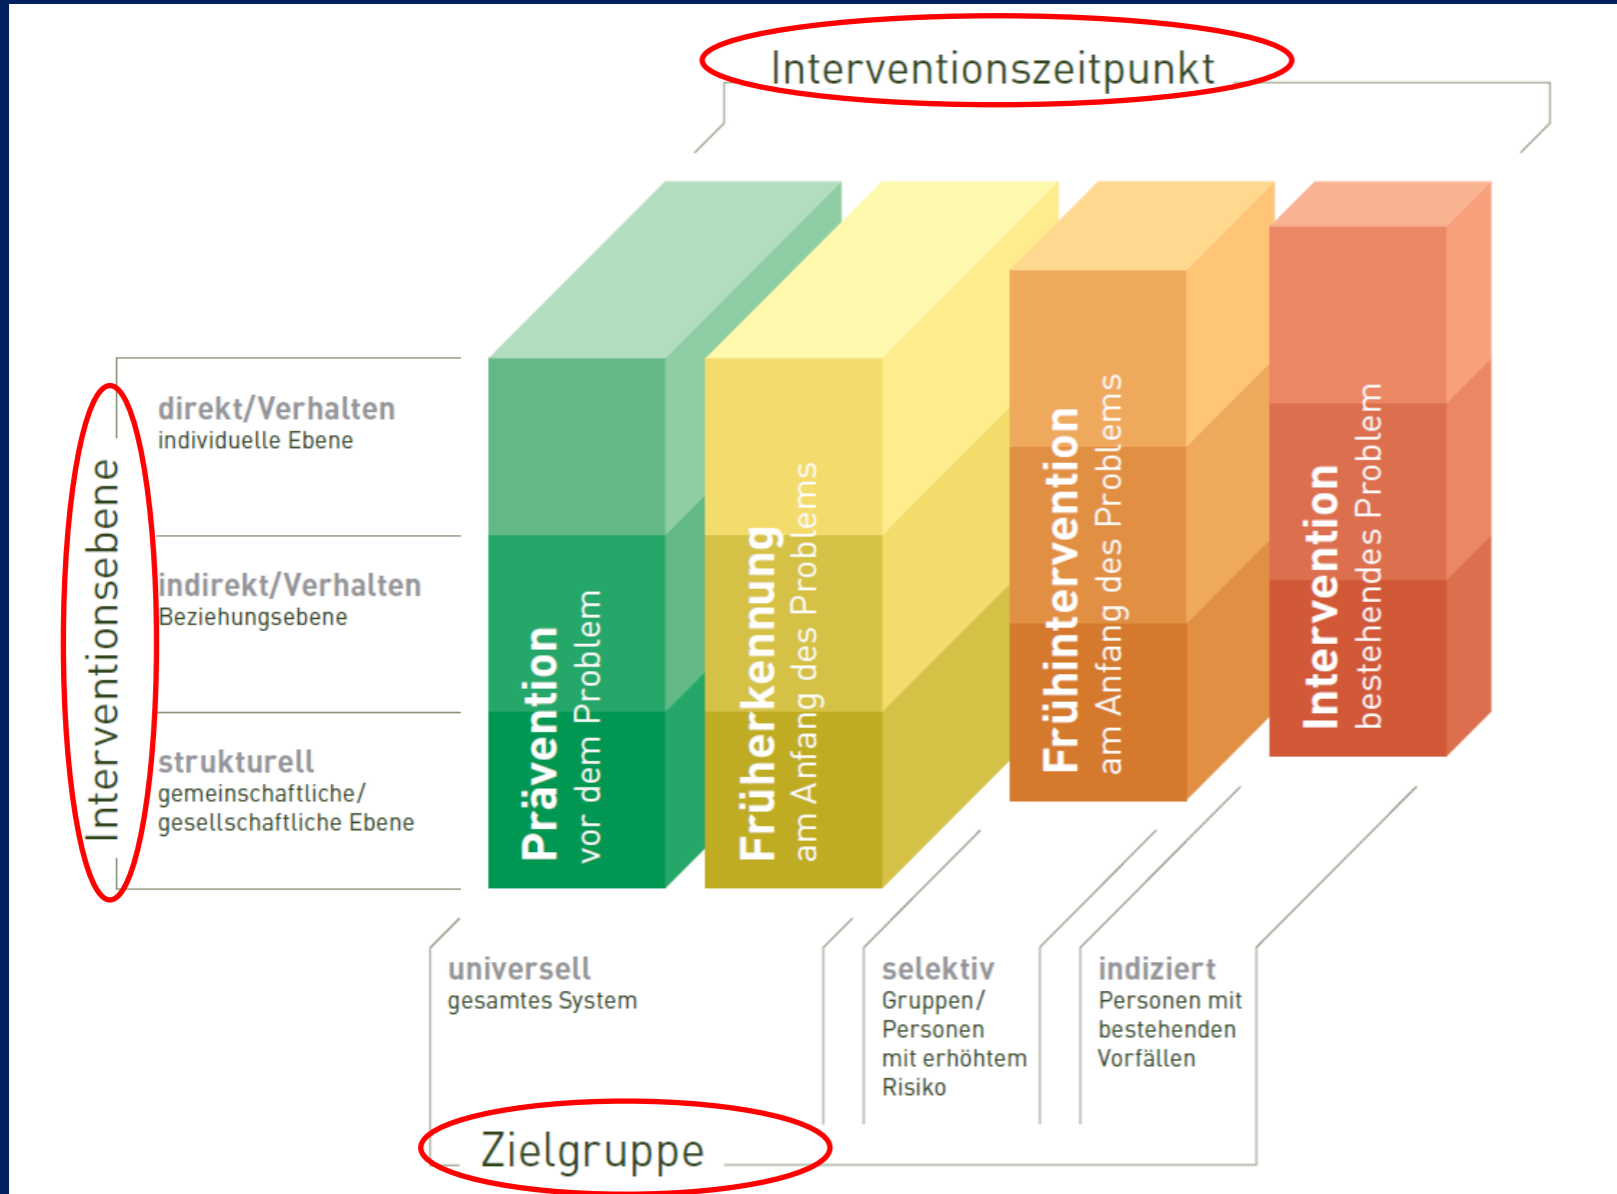 Interventionszeitpunkt
Interventionsebene
direkt/Verhalten
individuelle Ebene
indirekt/Verhalten
Beziehungsebene
strukturell
gemeinschaftliche/
gesellschaftliche Ebene
Prävention
vor dem Problem
Früherkennung
am Anfang des Problems
Frühintervention
am Anfang des Problems
Intervention
bestehendes Problem
universell
gesamtes System
selektiv
Gruppen/
Personen
mit erhöhtem
Risiko
indiziert
Personen mit
bestehenden
Vorfällen
Zielgruppe